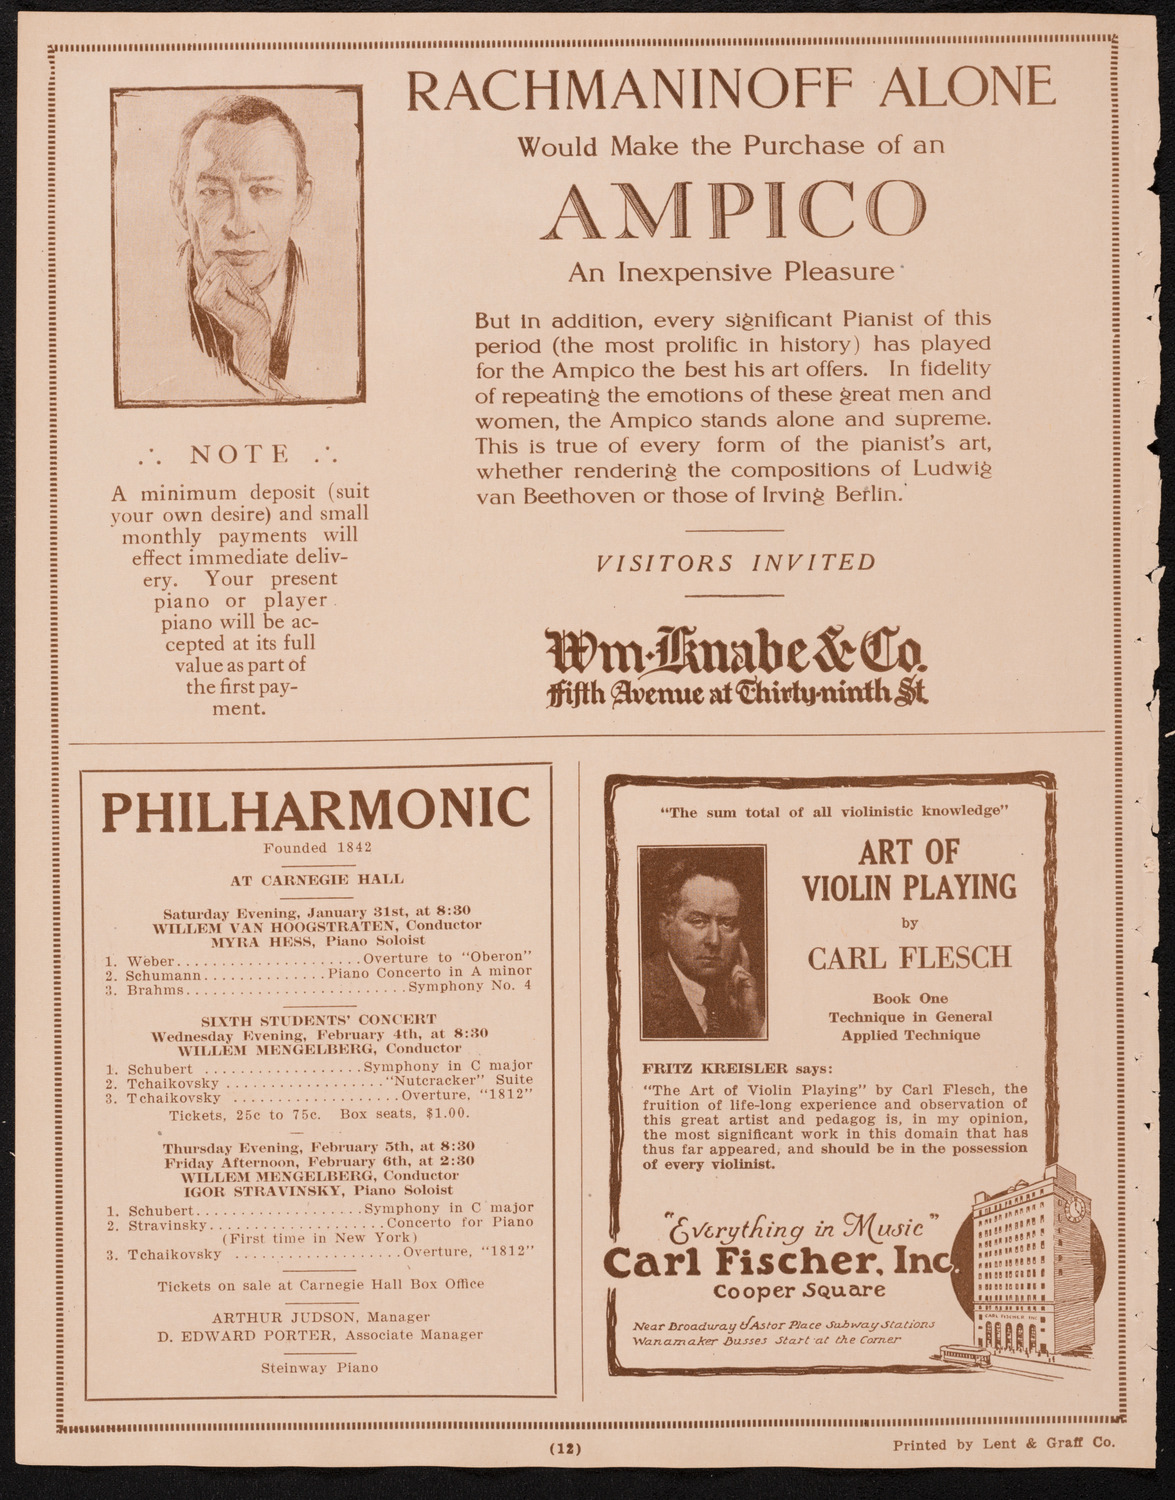 RACHMANINOFF ALONE
Would Make the Purchase of an
AMPICO
An Inexpensive Pleasure
But in addition, every significant Pianist of this
period (the most prolific in history) has played
for the Ampico the best his art offers. In fidelity
of repeating the emotions of these great men and
women, the Ampico stands alone and supreme.
This is true of every form of the pianist's art,
whether rendering the compositions of Ludwig
van Beethoven or those of Irving Berlin.
VISITORS INVITED
Wm. Knabe & Co.
Fifth Avenue at Thirty-ninth St.
∴ NOTE ∴
A minimum deposit (suit
your own desire) and small
monthly payments will
effect immediate deliv-
ery. Your present
piano or player
piano will be ac-
cepted at its full
value as part of
the first pay-
ment.
PHILHARMONIC
Founded 1842
AT CARNEGIE HALL
Saturday Evening, January 31st, at 8:30
WILLEM VAN HOOGSTRATEN, Conductor
MYRA HESS, Piano Soloist
1. Weber....................Overture to "Oberon"
2. Schumann..............Piano Concerto in A minor
3. Brahms.........................Symphony No. 4
SIXTH STUDENTS' CONCERT
Wednesday Evening, February 4th, at 8:30
WILLEM MENGELBERG, Conductor
1. Schubert ..................Symphony in C major
2. Tchaikovsky .................."Nutcracker" Suite
3. Tchaikovsky ...................Overture, "1812"
Tickets, 25c to 75c. Box seats, $1.00.
Thursday Evening, February 5th, at 8:30
Friday Afternoon, February 6th, at 2:30
WILLEM MENGELBERG, Conductor
IGOR STRAVINSKY, Piano Soloist
1. Schubert...................Symphony in C major
2. Stravinsky....................Concerto for Piano
(First time in New York)
3. Tchaikovsky ...................Overture, "1812"
Tickets on sale at Carnegie Hall Box Office
ARTHUR JUDSON, Manager
D. EDWARD PORTER, Associate Manager
Steinway Piano
"The sum total of all violinistic knowledge"
ART OF
VIOLIN PLAYING
by
CARL FLESCH
Book One
Technique in General
Applied Technique
FRITZ KREISLER says:
"The Art of Violin Playing" by Carl Flesch, the
fruition of life-long experience and observation of
this great artist and pedagog is, in my opinion,
the most significant work in this domain that has
thus far appeared, and should be in the possession
of every violinist.
"Everything in Music"
Carl Fischer, Inc.
Cooper Square
Near Broadway & Astor Place Subway Stations
Wanamaker Busses Start at the Corner
CARL FISCHER INC
(12)
Printed by Lent & Graff Co.